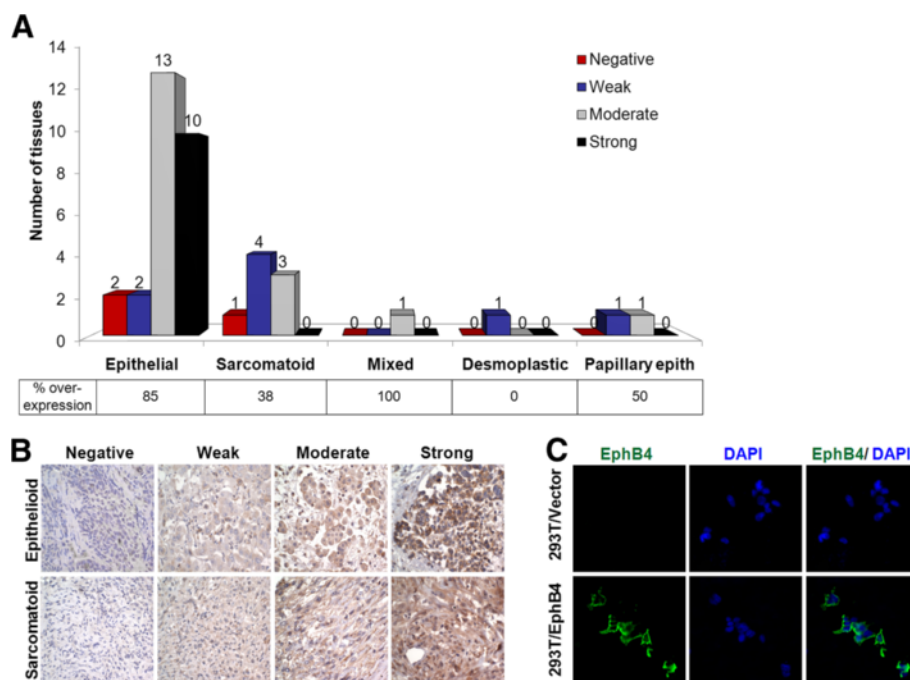 A
14
12
10
8
6
4
2
0
Number of tissues
Negative
Weak
Moderate
Strong
2 2 13 10
1 4 3 0
0 0 1 0
0 1 0 0
0 1 1 0
Epithelial Sarcomatoid Mixed Desmoplastic Papillary epith
% over-
expression 85 38 100 0 50
B
Negative Weak Moderate Strong
Epithelioid
Sarcomatoid
C
EphB4 DAPI EphB4/ DAPI
293T/Vector
293T/EphB4